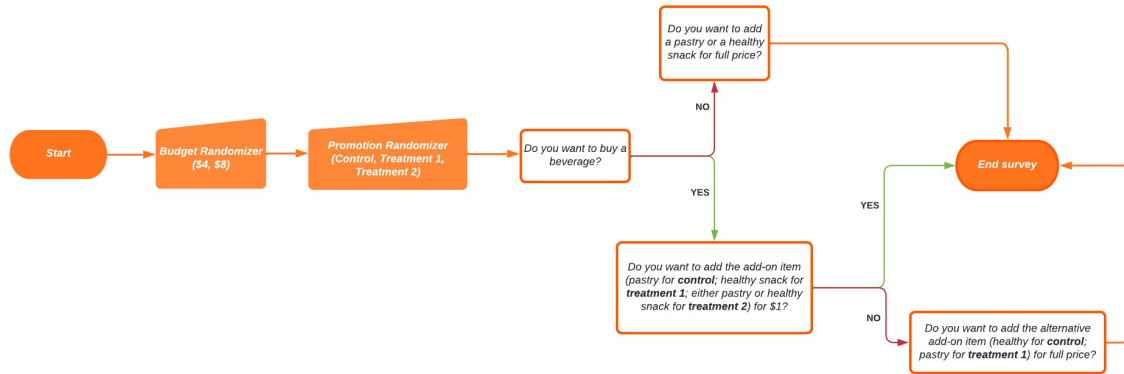 Start
Budget Randomizer
($4, $8)
Promotion Randomizer
(Control, Treatment 1,
Treatment 2)
Do you want to buy a
beverage?
NO
Do you want to add
a pastry or a healthy
snack for full price?
YES
Do you want to add the add-on item
(pastry for control; healthy snack for
treatment 1; either pastry or healthy
snack for treatment 2) for $1?
YES
End survey
NO
Do you want to add the alternative
add-on item (healthy for control;
pastry for treatment 1) for full price?